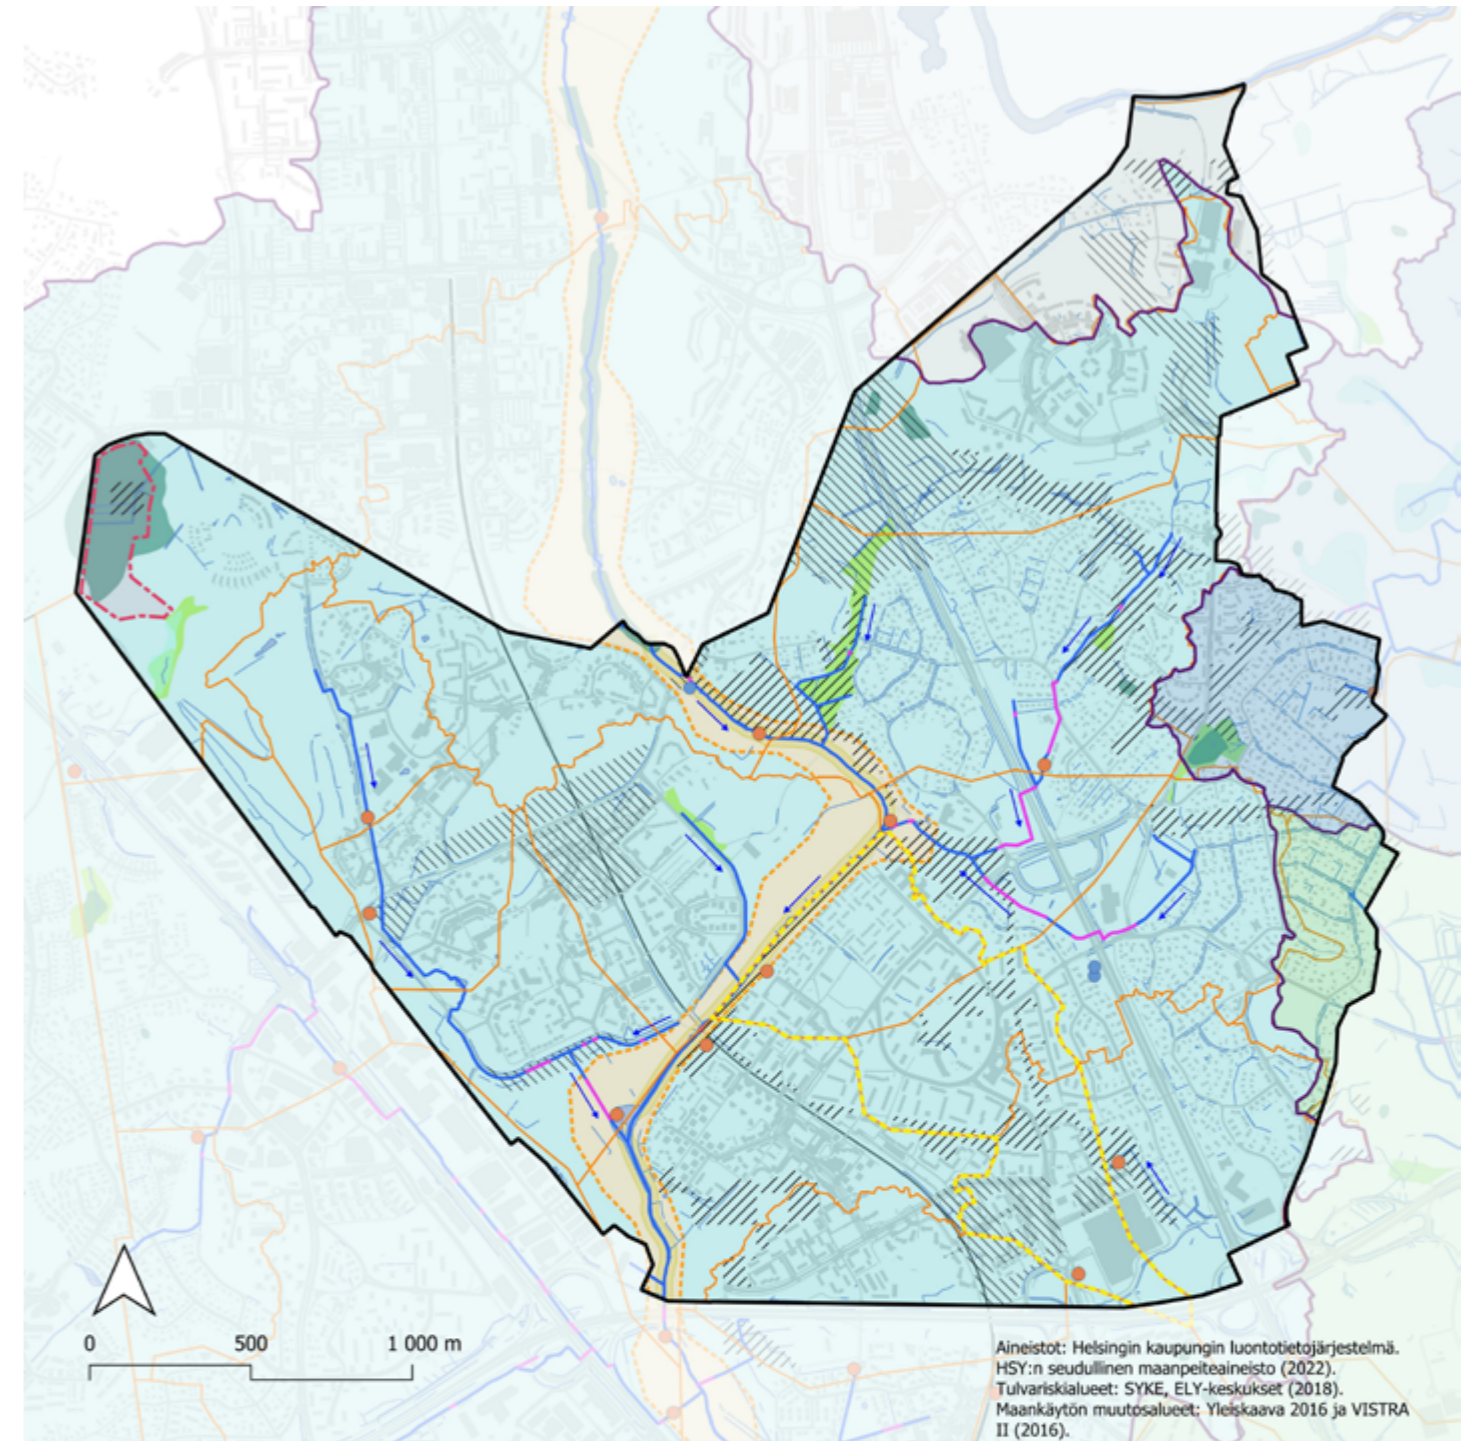 0 500 1 000 m
Aineistot: Helsingin kaupungin luontotietojärjestelmä.
HSY:n seudullinen maanpeiteaineisto (2022).
Tulvariskialueet: SYKE, ELY-keskukset (2018).
Maankäytön muutosalueet: Yleiskaava 2016 ja VISTRA
II (2016).